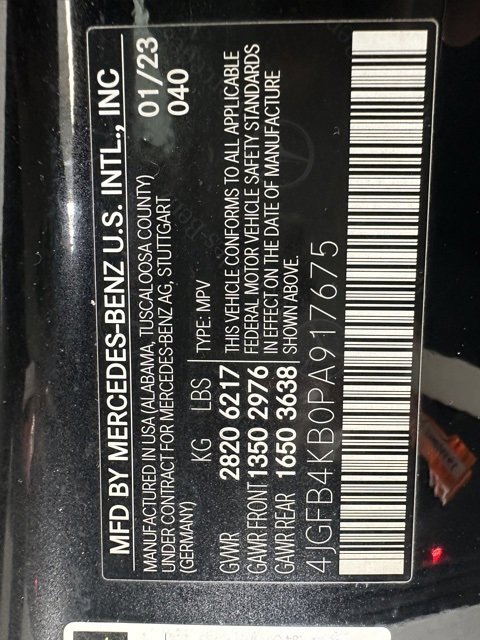 MFD BY MERCEDES-BENZ U.S. INTL., INC
MANUFACTURED IN USA (ALABAMA, TUSCALOOSA COUNTY)
UNDER CONTRACT FOR MERCEDES-BENZ AG, STUTTGART
(GERMANY)
01/23
040
KG LBS TYPE: MPV
GVWR 2820 6217
GAWR FRONT 1350 2976
GAWR REAR 1650 3638
THIS VEHICLE CONFORMS TO ALL APPLICABLE
FEDERAL MOTOR VEHICLE SAFETY STANDARDS
IN EFFECT ON THE DATE OF MANUFACTURE
SHOWN ABOVE.
4JGFB4KB0PA917675